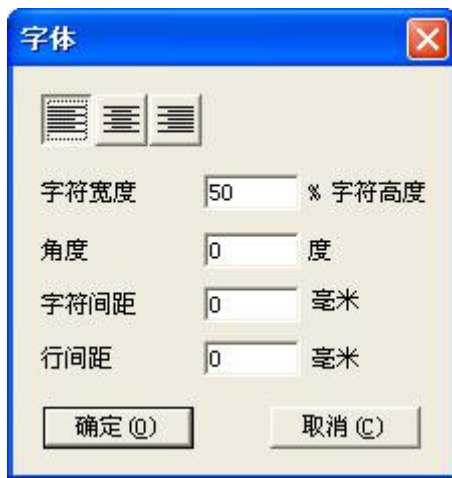 字体
字符宽度 50 % 字符高度
角度 0 度
字符间距 0 毫米
行间距 0 毫米
确定(O) 取消(C)